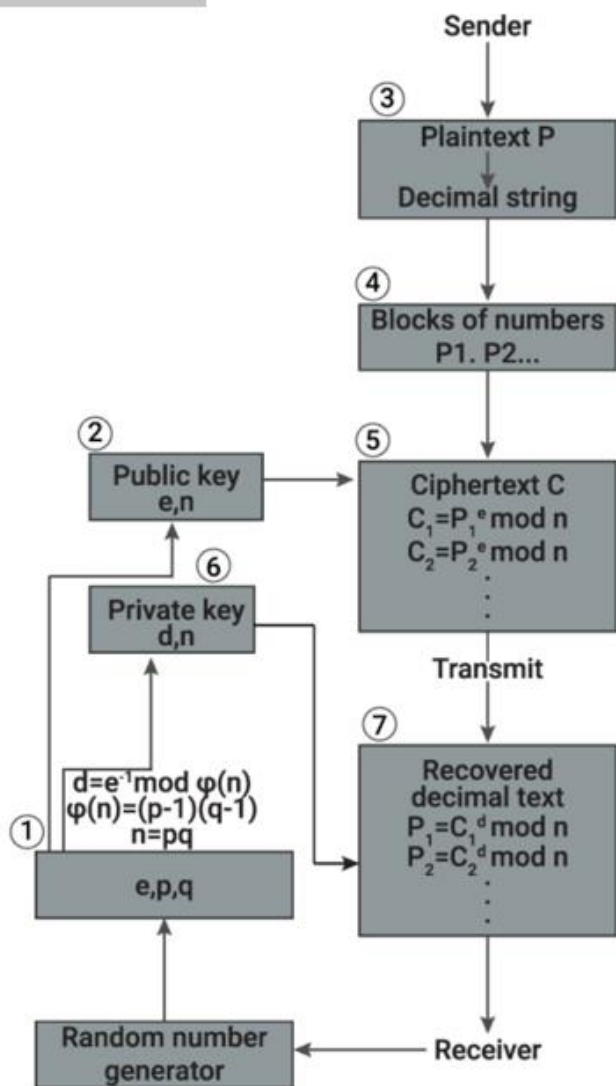 Sender
③
Plaintext P
Decimal string
④
Blocks of numbers
P1. P2...
②
Public key
e,n
⑤
Ciphertext C
C₁=P₁ᵉ mod n
C₂=P₂ᵉ mod n
.
.
.
⑥
Private key
d,n
Transmit
⑦
Recovered
decimal text
P₁=C₁ᵈ mod n
P₂=C₂ᵈ mod n
.
.
.
d=e⁻¹mod φ(n)
φ(n)=(p-1)(q-1)
n=pq
①
e,p,q
Random number
generator
Receiver